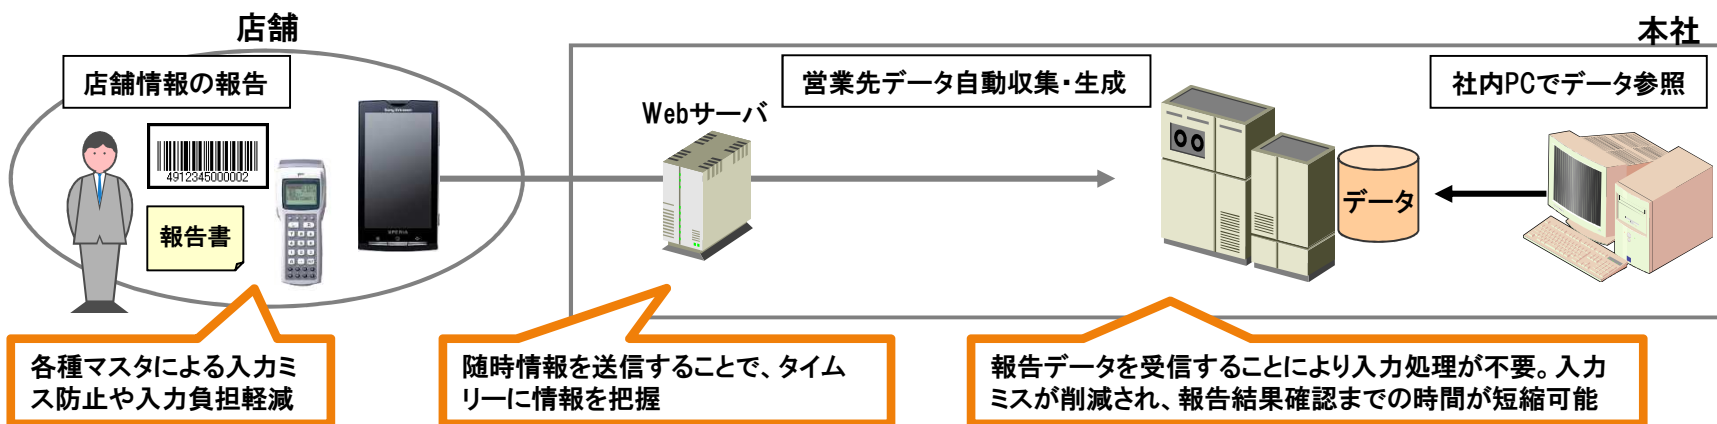 店舗
本社
店舗情報の報告
営業先データ自動収集・生成
社内PCでデータ参照
Webサーバ
Sony Ericsson
4912345000002
報告書
XPERIA
データ
各種マスタによる入力ミ
ス防止や入力負担軽減
随時情報を送信することで、タイム
リーに情報を把握
報告データを受信することにより入力処理が不要。入力
ミスが削減され、報告結果確認までの時間が短縮可能